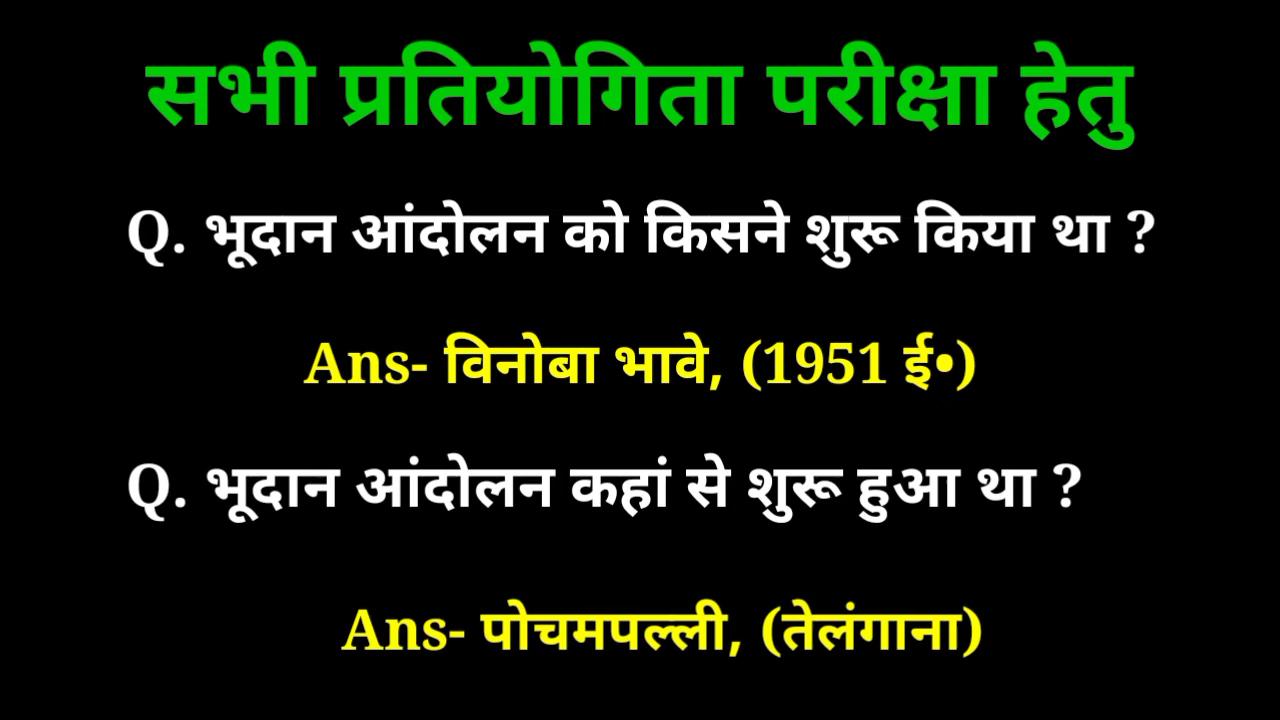 सभी प्रतियोगिता परीक्षा हेतु
Q. भूदान आंदोलन को किसने शुरू किया था ?
Ans- विनोबा भावे, (1951 ई•)
Q. भूदान आंदोलन कहां से शुरू हुआ था ?
Ans- पोचमपल्ली, (तेलंगाना)